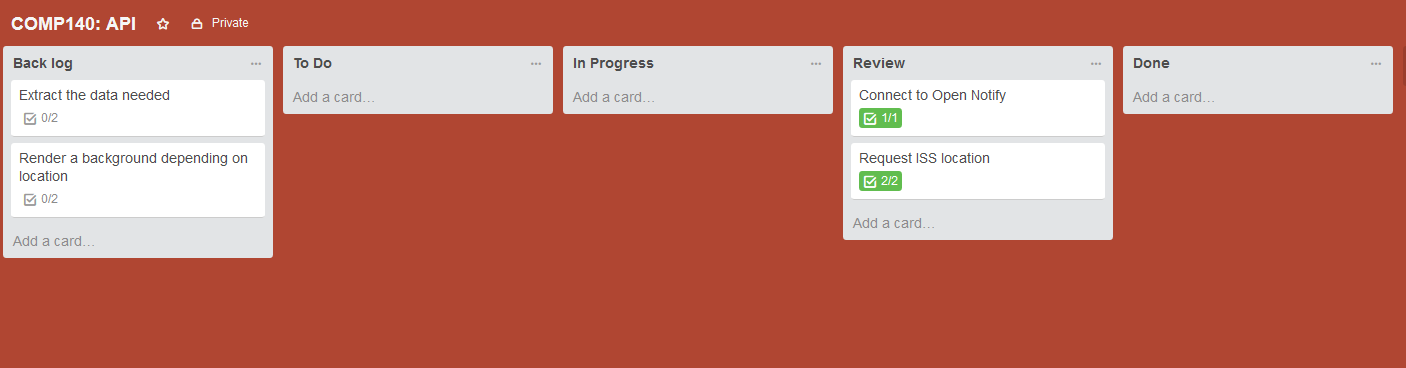 COMP140: API
Private
Back log
Extract the data needed
0/2
Render a background depending on
location
0/2
Add a card…
To Do
Add a card…
In Progress
Add a card…
Review
Connect to Open Notify
1/1
Request ISS location
2/2
Add a card…
Done
Add a card…